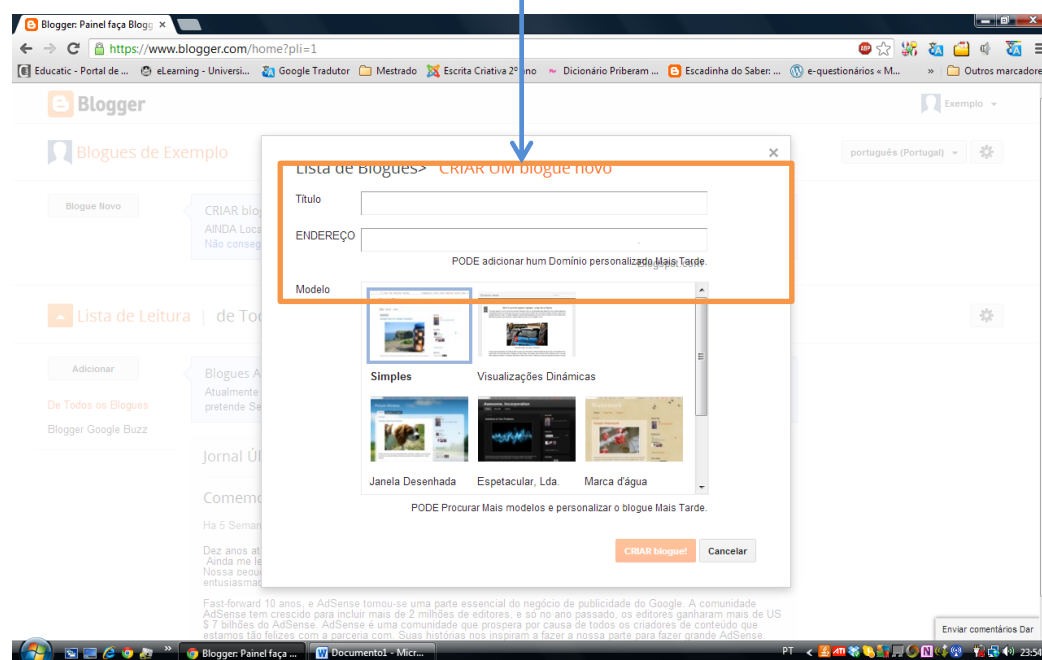 Blogger: Painel faça Blogg ×
https://www.blogger.com/home?pli=1
Educatic - Portal de ... eLearning - Universi... Google Tradutor Mestrado Escrita Criativa 2º ano Dicionário Priberam ... Escadinha do Saber: ... e-questionários « M... » Outros marcadore
Blogger
Exemplo
Blogues de Exemplo
português (Portugal)
Lista de Blogues> CRIAR UM blogue novo
Blogue Novo
CRIAR blo
AINDA Loca
Não conseg
Título
ENDEREÇO
PODE adicionar hum Domínio personalizado Mais Tarde.
Blogspot.com
Modelo
Lista de Leitura | de Too
Simples
Visualizações Dinâmicas
Adicionar
Blogues A
Atualmente
pretende Se
De Todos os Blogues
Blogger Google Buzz
Jornal Úl
Janela Desenhada
Espetacular, Lda.
Marca d'água
PODE Procurar Mais modelos e personalizar o blogue Mais Tarde.
Comemo
Ha 5 Seman
CRIAR blogue!
Cancelar
Dez anos at
Ainda me le
Nossa pequ
entusiasmad
Fast-forward 10 anos, e AdSense tornou-se uma parte essencial do negócio de publicidade do Google. A comunidade
AdSense tem crescido para incluir mais de 2 milhões de editores, e só no ano passado, os editores ganharam mais de US
$ 7 bilhões do AdSense. AdSense é uma comunidade que prospera por causa de todos os criadores de conteúdo que
estamos tão felizes com a parceria com. Suas histórias nos inspiram a fazer a nossa parte para fazer grande AdSense.
Enviar comentários Dar
Blogger: Painel faça ...
Documento1 - Micr...
PT
23:54